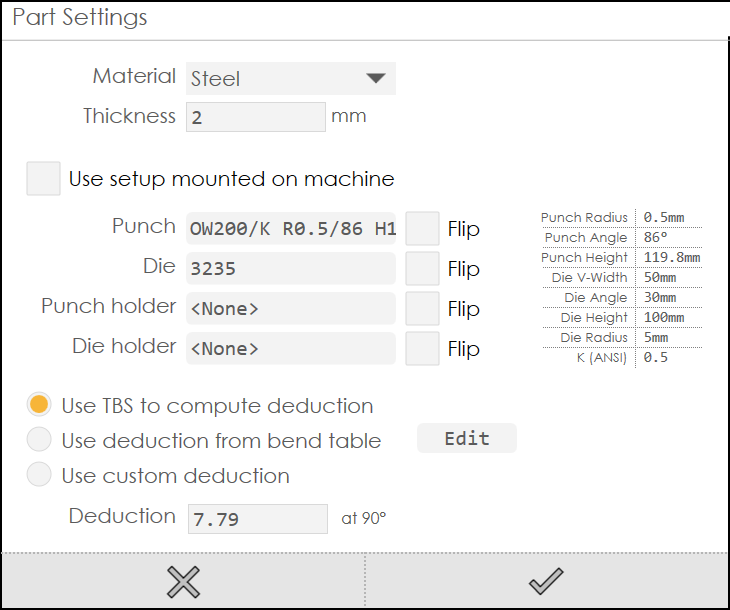 Part Settings
Material Steel
Thickness 2 mm
Use setup mounted on machine
Punch OW200/K R0.5/86 H1 Flip
Die 3235 Flip
Punch holder <None> Flip
Die holder <None> Flip
Punch Radius 0.5mm
Punch Angle 86°
Punch Height 119.8mm
Die V-Width 50mm
Die Angle 30mm
Die Height 100mm
Die Radius 5mm
K (ANSI) 0.5
Use TBS to compute deduction
Use deduction from bend table Edit
Use custom deduction
Deduction 7.79 at 90°